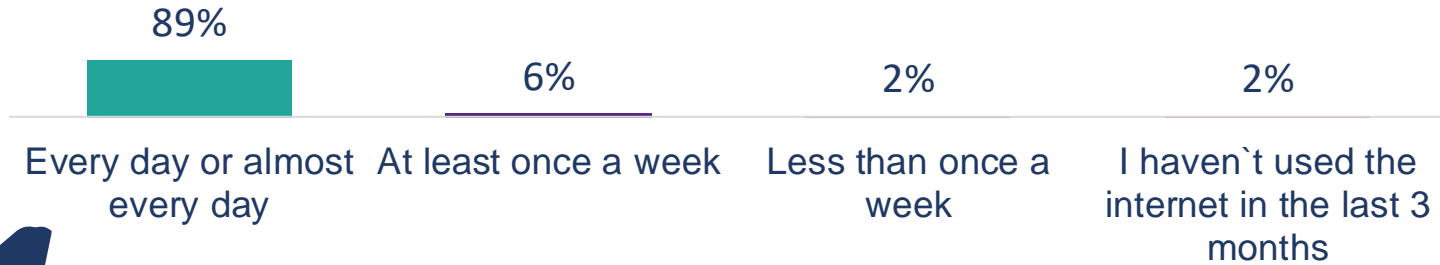 89%
6%
2%
2%
Every day or almost
every day
At least once a week
Less than once a
week
I haven`t used the
internet in the last 3
months